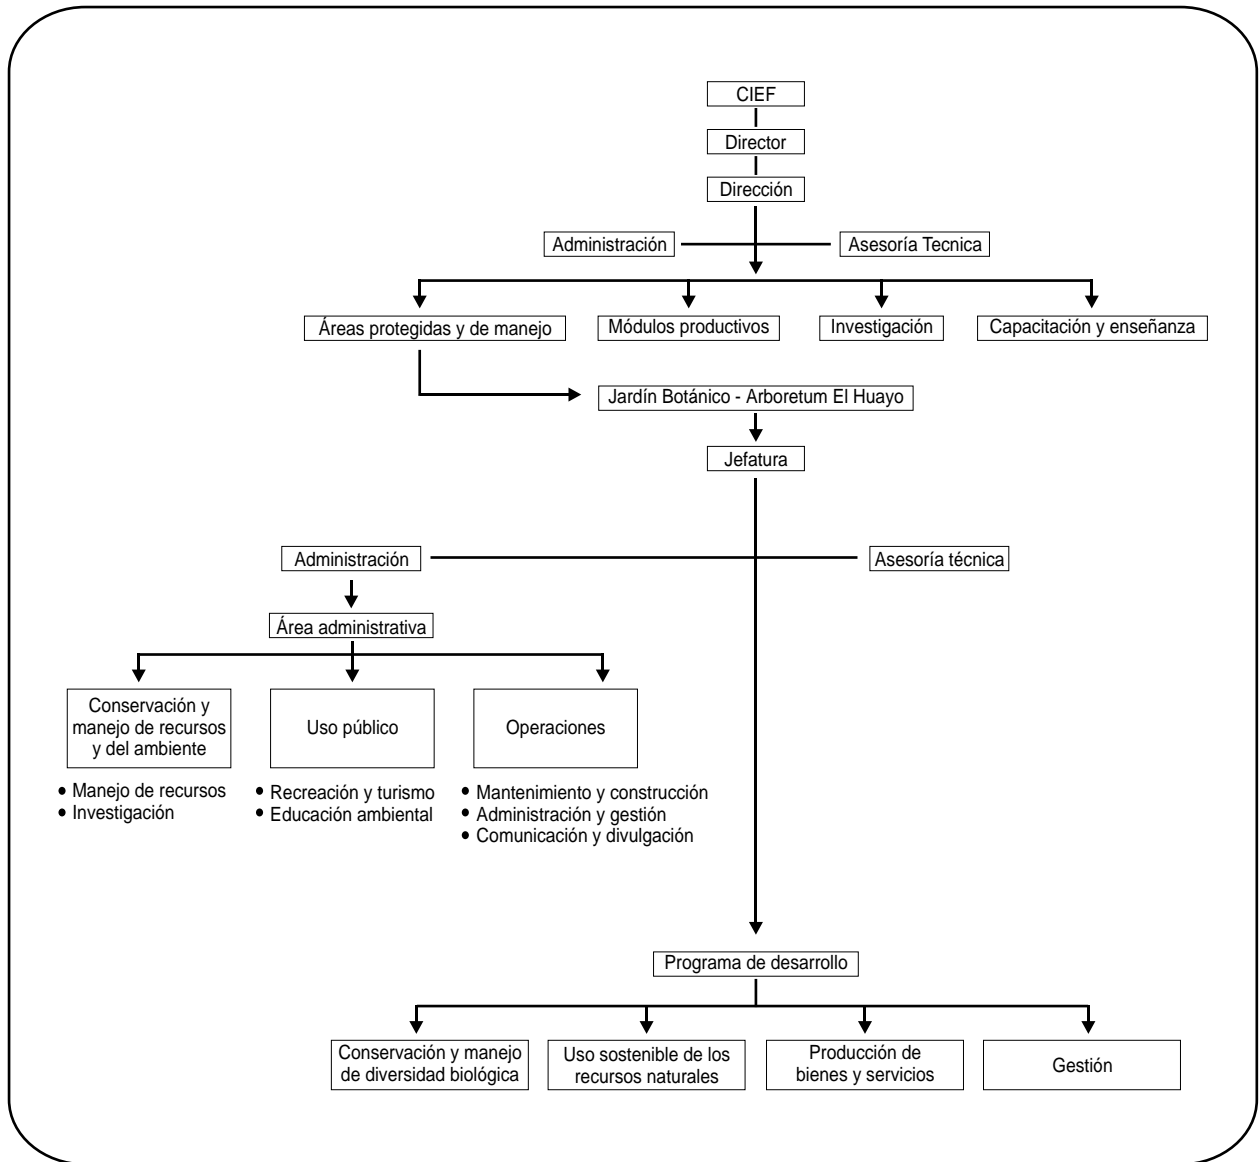 CIEF
Director
Dirección
Administración
Asesoría Tecnica
Áreas protegidas y de manejo
Módulos productivos
Investigación
Capacitación y enseñanza
Jardín Botánico - Arboretum El Huayo
Jefatura
Administración
Asesoría técnica
Área administrativa
Conservación y
manejo de recursos
y del ambiente
Uso público
Operaciones
• Manejo de recursos
• Investigación
• Recreación y turismo
• Educación ambiental
• Mantenimiento y construcción
• Administración y gestión
• Comunicación y divulgación
Programa de desarrollo
Conservación y manejo
de diversidad biológica
Uso sostenible de los
recursos naturales
Producción de
bienes y servicios
Gestión